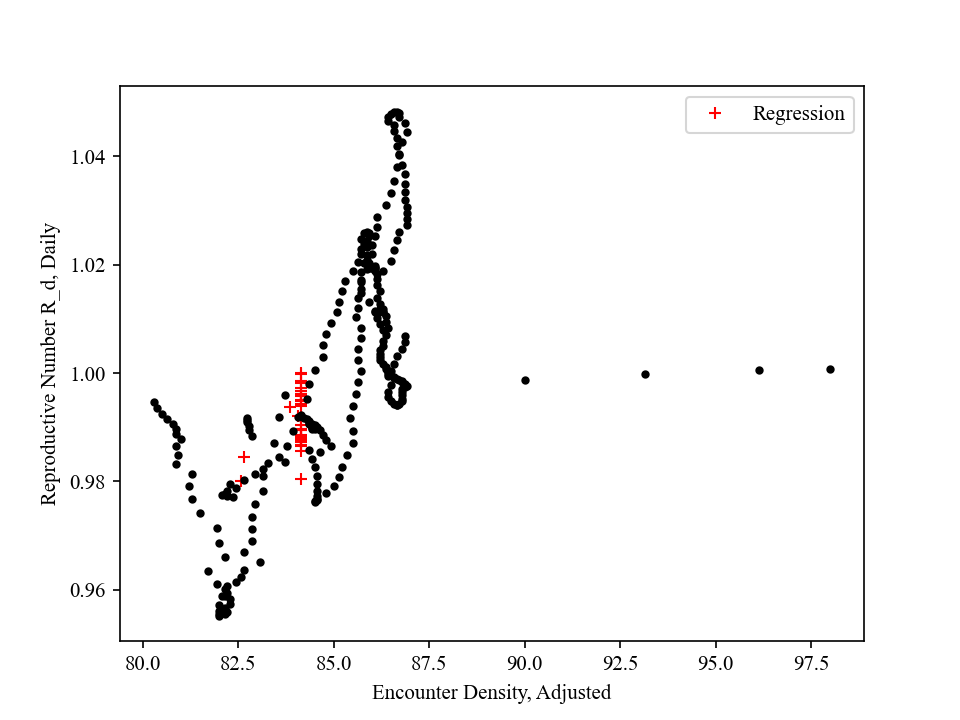 Regression
1.04
1.02
1.00
0.98
0.96
Reproductive Number R_d, Daily
80.0 82.5 85.0 87.5 90.0 92.5 95.0 97.5
Encounter Density, Adjusted